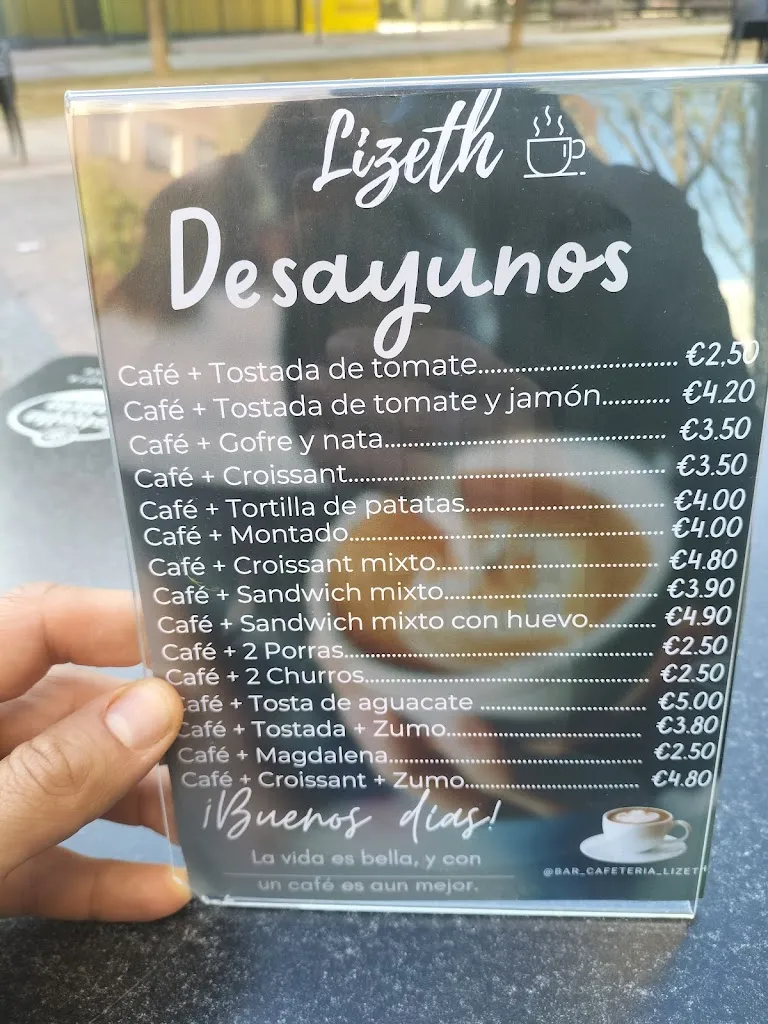 Lizeth
Desayunos
Café + Tostada de tomate............................... €2,50
Café + Tostada de tomate y jamón........... €4.20
Café + Gofre y nata............................................ €3.50
Café + Croissant.................................................. €3.50
Café + Tortilla de patatas................................ €4.00
Café + Montado.................................................. €4.00
Café + Croissant mixto.................................... €4.80
Café + Sandwich mixto................................... €3.90
Café + Sandwich mixto con huevo........... €4.90
Café + 2 Porras.................................................... €2.50
Café + 2 Churros................................................. €2.50
Café + Tosta de aguacate ............................. €5.00
Café + Tostada + Zumo.................................. €3.80
Café + Magdalena............................................. €2.50
Café + Croissant + Zumo............................... €4.80
¡Buenos días!
La vida es bella, y con
un café es aun mejor.
@BAR_CAFETERIA_LIZETH